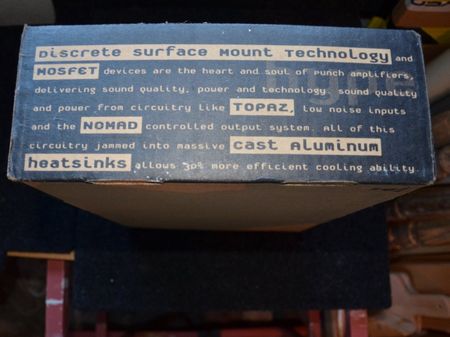 Discrete Surface Mount Technology and
MOSFET devices are the heart and soul of Punch amplifiers,
delivering sound quality, power and technology. sound quality
and power from circuitry like TOPAZ, low noise inputs
and the NOMAD controlled output system. All of this
circuitry jammed into massive cast Aluminum
heatsinks allows 30% more efficient cooling ability.